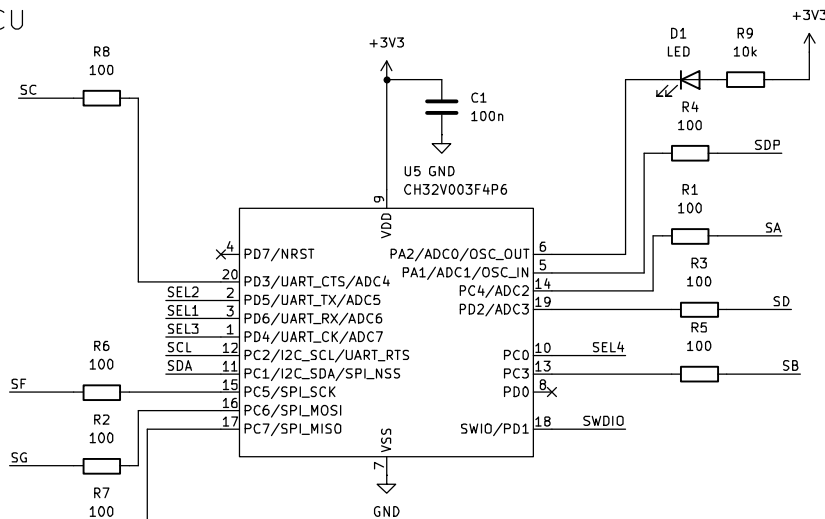 CU
+3V3
+3V3
D1
LED
R9
10k
R8
100
SC
C1
100n
GND
R4
100
SDP
U5
CH32V003F4P6
R1
100
SA
9
VDD
4
PD7/NRST
PA2/ADC0/OSC_OUT
6
20
PD3/UART_CTS/ADC4
PA1/ADC1/OSC_IN
5
SEL2
2
PD5/UART_TX/ADC5
PC4/ADC2
14
R3
100
SEL1
3
PD6/UART_RX/ADC6
PD2/ADC3
19
SD
SEL3
1
PD4/UART_CK/ADC7
R5
100
SCL
12
PC2/I2C_SCL/UART_RTS
PC0
10
SEL4
SDA
11
PC1/I2C_SDA/SPI_NSS
PC3
13
SB
R6
100
SF
15
PC5/SPI_SCK
PD0
8
16
PC6/SPI_MOSI
R2
100
17
PC7/SPI_MISO
SWIO/PD1
18
SWDIO
VSS
7
SG
R7
100
GND